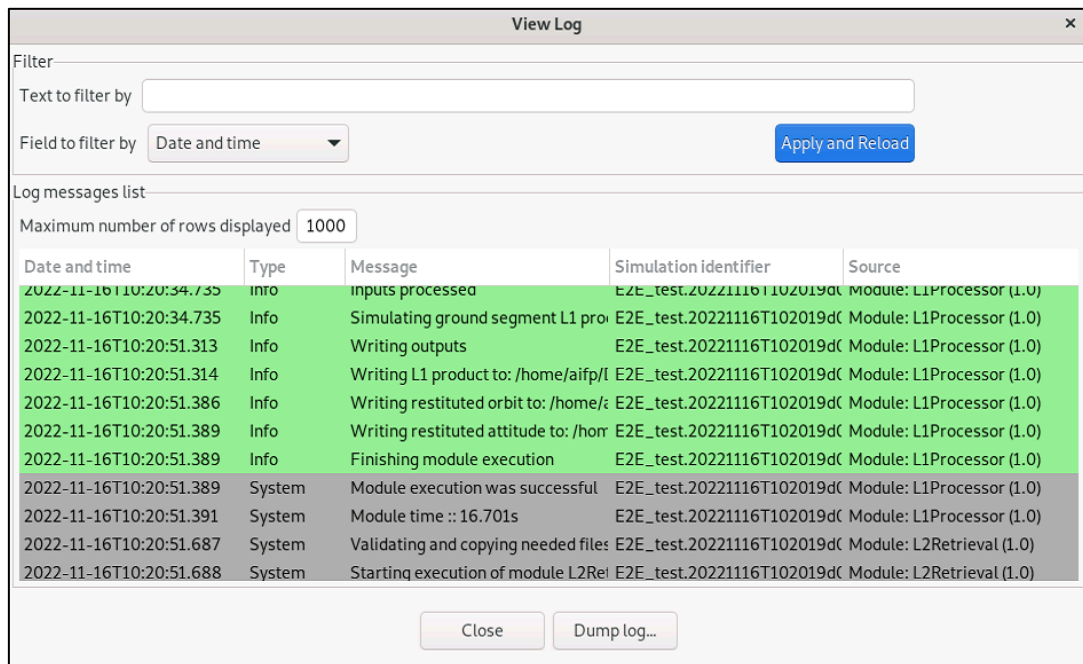 View Log ×
Filter
Text to filter by
Field to filter by Date and time Apply and Reload
Log messages list
Maximum number of rows displayed 1000
Date and time Type Message Simulation identifier Source
2022-11-16T10:20:34.735 Info Inputs processed E2E_test.20221116T102019d( Module: L1Processor (1.0)
2022-11-16T10:20:34.735 Info Simulating ground segment L1 pro E2E_test.20221116T102019d( Module: L1Processor (1.0)
2022-11-16T10:20:51.313 Info Writing outputs E2E_test.20221116T102019d( Module: L1Processor (1.0)
2022-11-16T10:20:51.314 Info Writing L1 product to: /home/aifp/ E2E_test.20221116T102019d( Module: L1Processor (1.0)
2022-11-16T10:20:51.386 Info Writing restituted orbit to: /home/a E2E_test.20221116T102019d( Module: L1Processor (1.0)
2022-11-16T10:20:51.389 Info Writing restituted attitude to: /hom E2E_test.20221116T102019d( Module: L1Processor (1.0)
2022-11-16T10:20:51.389 Info Finishing module execution E2E_test.20221116T102019d( Module: L1Processor (1.0)
2022-11-16T10:20:51.389 System Module execution was successful E2E_test.20221116T102019d( Module: L1Processor (1.0)
2022-11-16T10:20:51.391 System Module time :: 16.701s E2E_test.20221116T102019d( Module: L1Processor (1.0)
2022-11-16T10:20:51.687 System Validating and copying needed files E2E_test.20221116T102019d( Module: L2Retrieval (1.0)
2022-11-16T10:20:51.688 System Starting execution of module L2Ret E2E_test.20221116T102019d( Module: L2Retrieval (1.0)
Close Dump log...